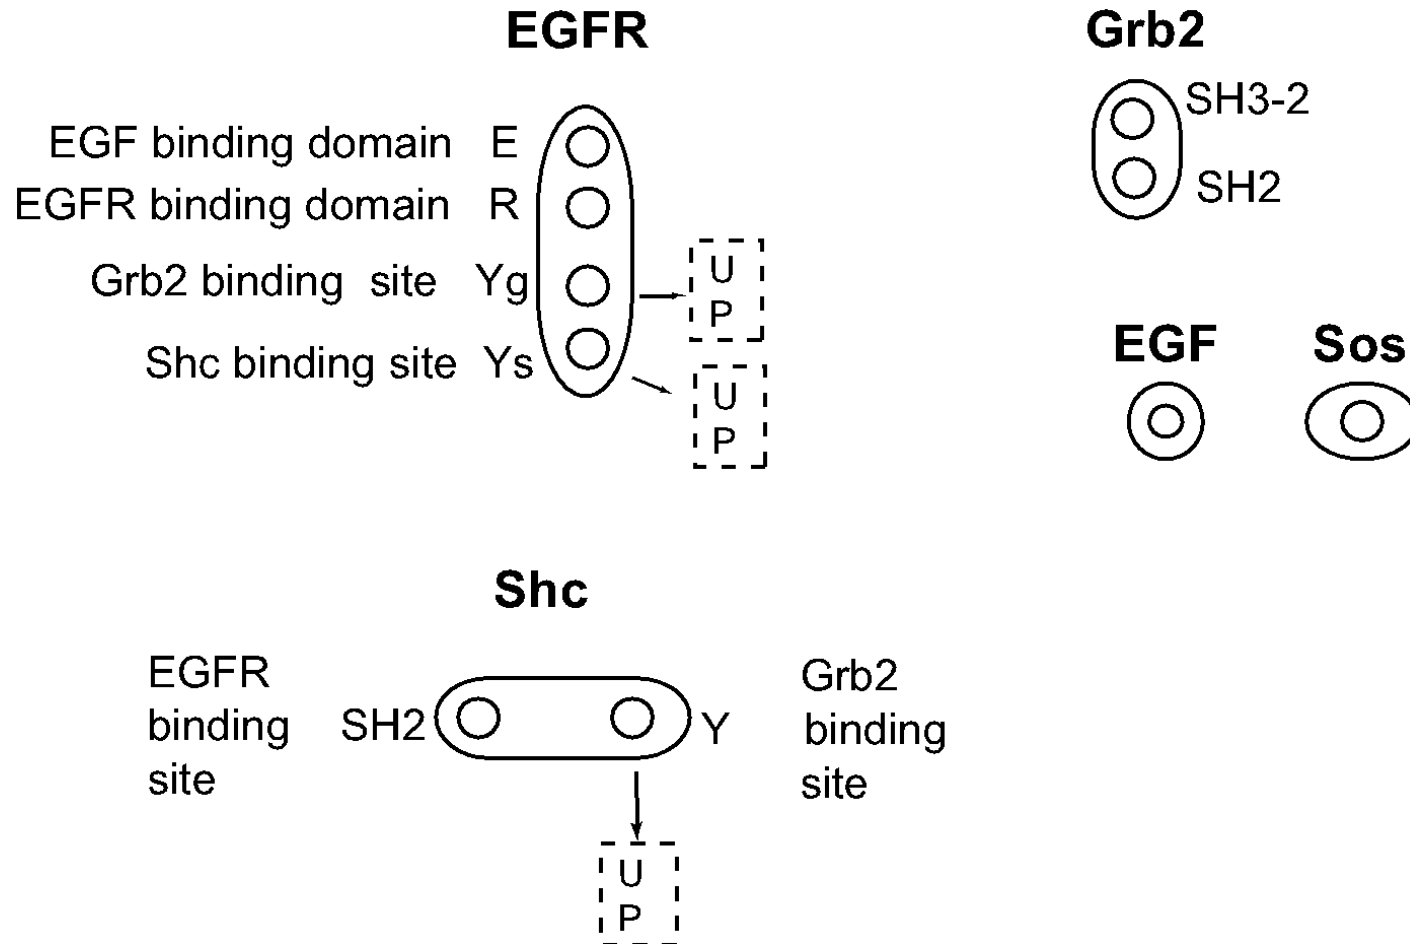 EGFR
Grb2
EGF binding domain E
SH3-2
EGFR binding domain R
SH2
Grb2 binding site Yg
U
P
Shc binding site Ys
U
P
EGF Sos
Shc
EGFR
binding
site
SH2
Y
Grb2
binding
site
U
P